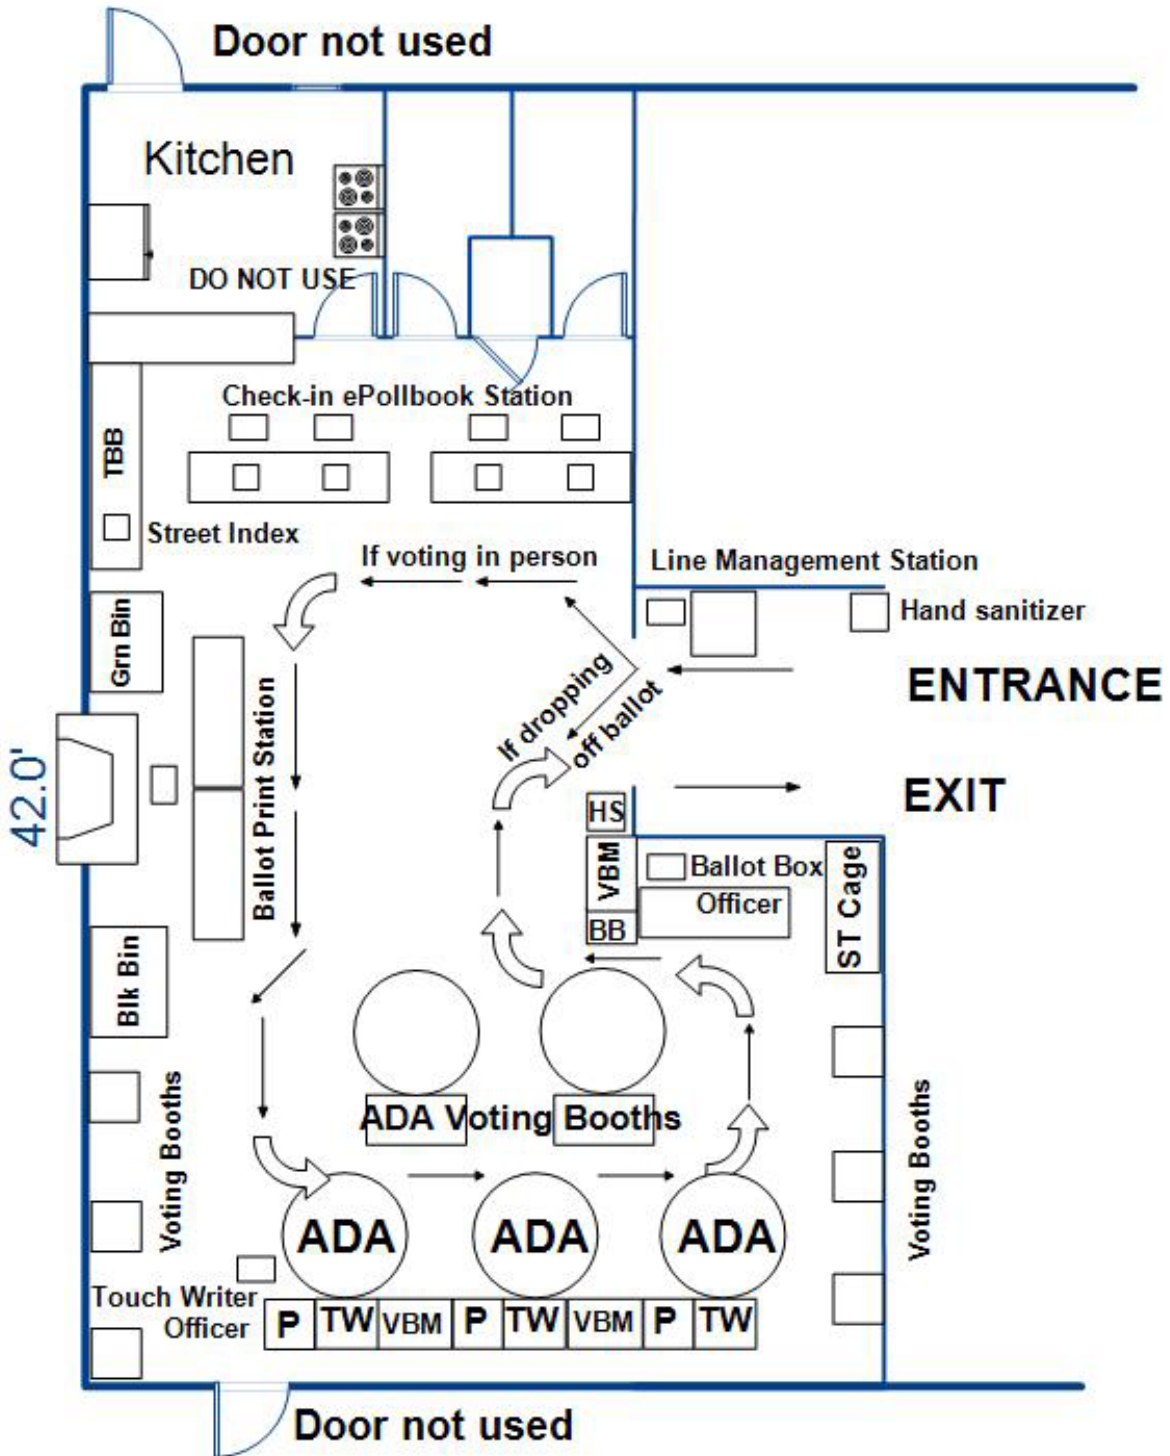 Door not used
Kitchen
DO NOT USE
Check-in ePollbook Station
TBB
Street Index
If voting in person
Line Management Station
Hand sanitizer
Grn Bin
If dropping
off ballot
ENTRANCE
Ballot Print Station
42.0'
EXIT
HS
VBM
Ballot Box
Officer
BB
ST Cage
Blk Bin
ADA Voting Booths
Voting Booths
Voting Booths
ADA
ADA
ADA
Touch Writer
Officer
P TW VBM P TW VBM P TW
Door not used